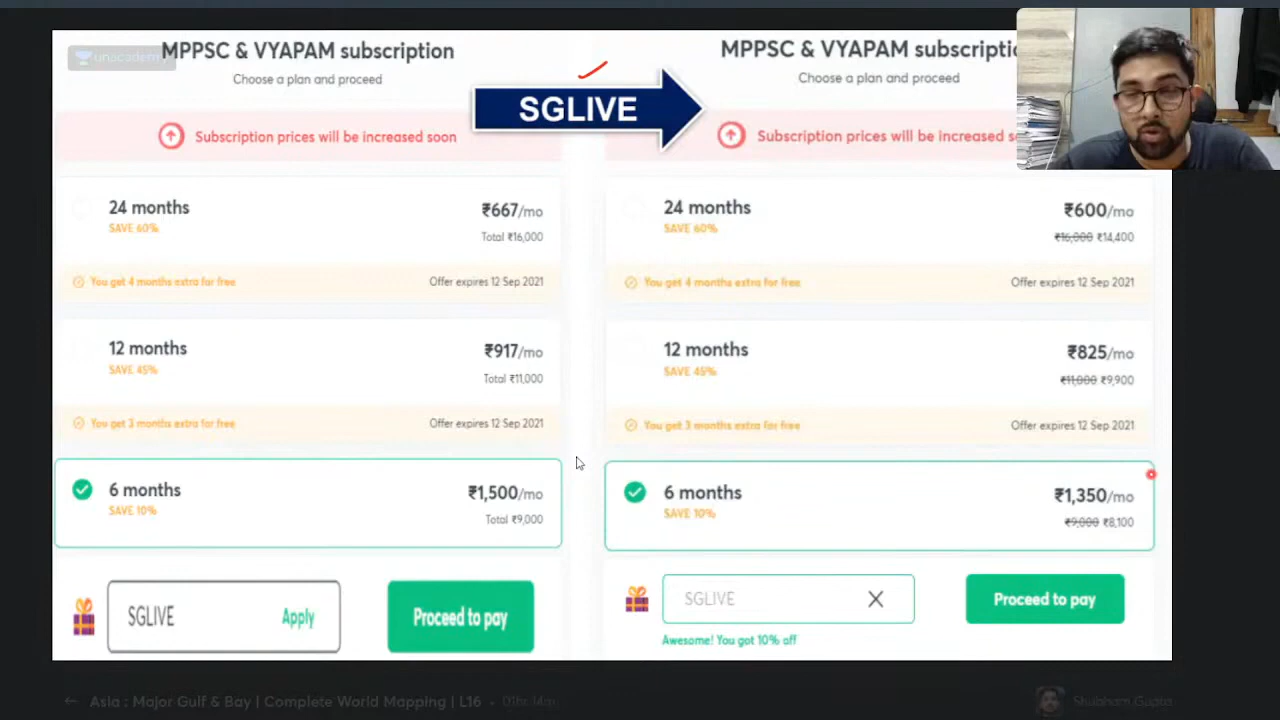 unacademy
MPPSC & VYAPAM subscription
Choose a plan and proceed
Subscription prices will be increased soon
24 months
SAVE 60%
₹667/mo
Total ₹16,000
You get 4 months extra for free
Offer expires 12 Sep 2021
12 months
SAVE 45%
₹917/mo
Total ₹11,000
You get 3 months extra for free
Offer expires 12 Sep 2021
6 months
SAVE 10%
₹1,500/mo
Total ₹9,000
SGLIVE
Apply
Proceed to pay
SGLIVE
MPPSC & VYAPAM subscriptio
Choose a plan and proceed
Subscription prices will be increased s
24 months
SAVE 60%
₹600/mo
₹16,000 ₹14,400
You get 4 months extra for free
Offer expires 12 Sep 2021
12 months
SAVE 45%
₹825/mo
₹11,000 ₹9,900
You get 3 months extra for free
Offer expires 12 Sep 2021
6 months
SAVE 10%
₹1,350/mo
₹9,000 ₹8,100
SGLIVE
Proceed to pay
Awesome! You got 10% off
Asia : Major Gulf & Bay | Complete World Mapping | L16
Shubham Gupta